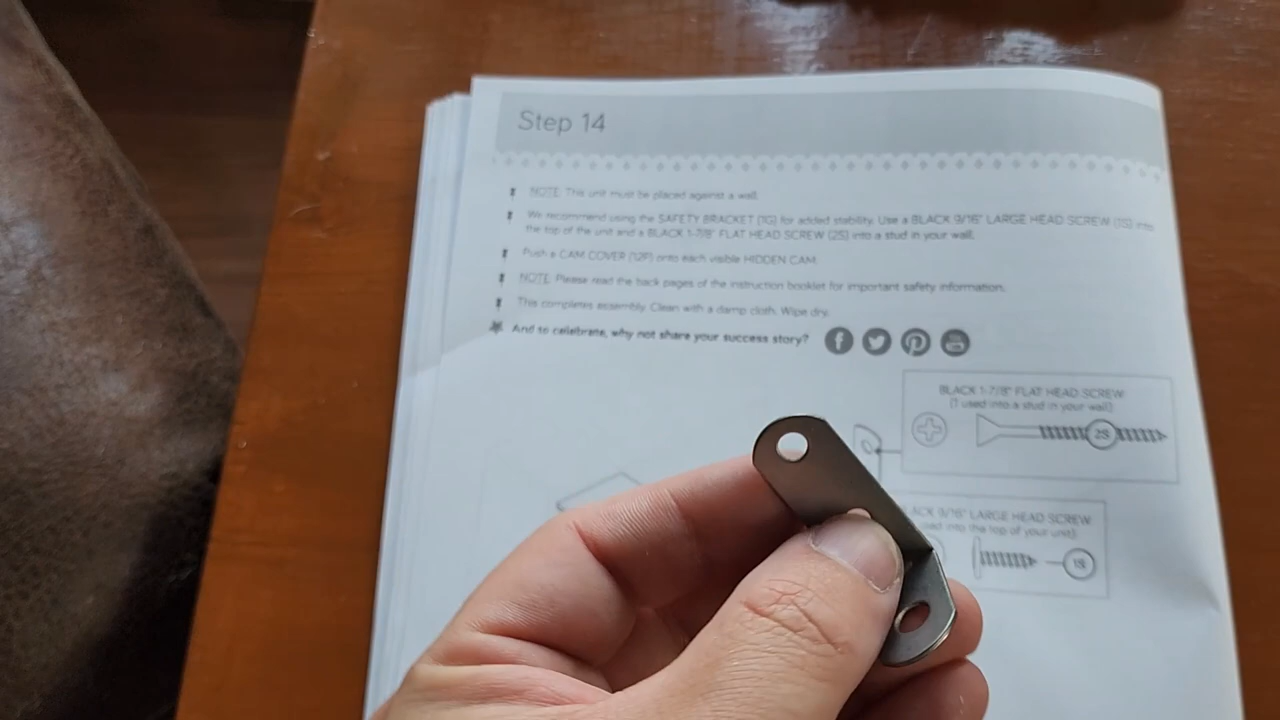 Step 14
NOTE: This unit must be placed against a wall.
We recommend using the SAFETY BRACKET (1G) for added stability. Use a BLACK 9/16" LARGE HEAD SCREW (1S) into
the top of the unit and a BLACK 1-7/8" FLAT HEAD SCREW (2S) into a stud in your wall.
Push a CAM COVER (12P) onto each visible HIDDEN CAM.
NOTE: Please read the back pages of the instruction booklet for important safety information.
This completes assembly. Clean with a damp cloth. Wipe dry.
And to celebrate, why not share your success story?
BLACK 1-7/8" FLAT HEAD SCREW
(1 used into a stud in your wall)
2S
ACK 9/16" LARGE HEAD SCREW
into the top of your unit)
1S